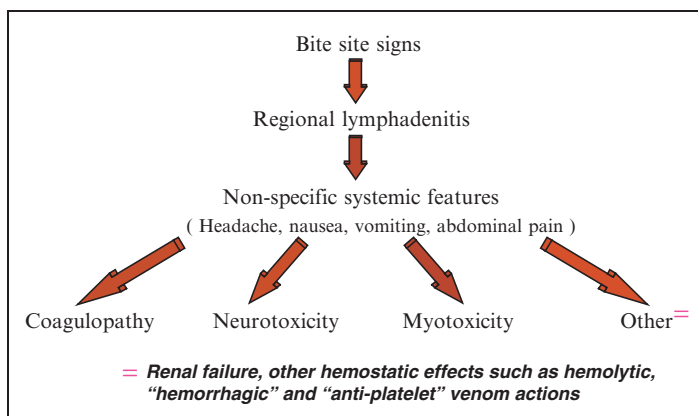 Bite site signs
Regional lymphadenitis
Non-specific systemic features
( Headache, nausea, vomiting, abdominal pain )
Coagulopathy Neurotoxicity Myotoxicity Other=
= Renal failure, other hemostatic effects such as hemolytic,
“hemorrhagic” and “anti-platelet” venom actions